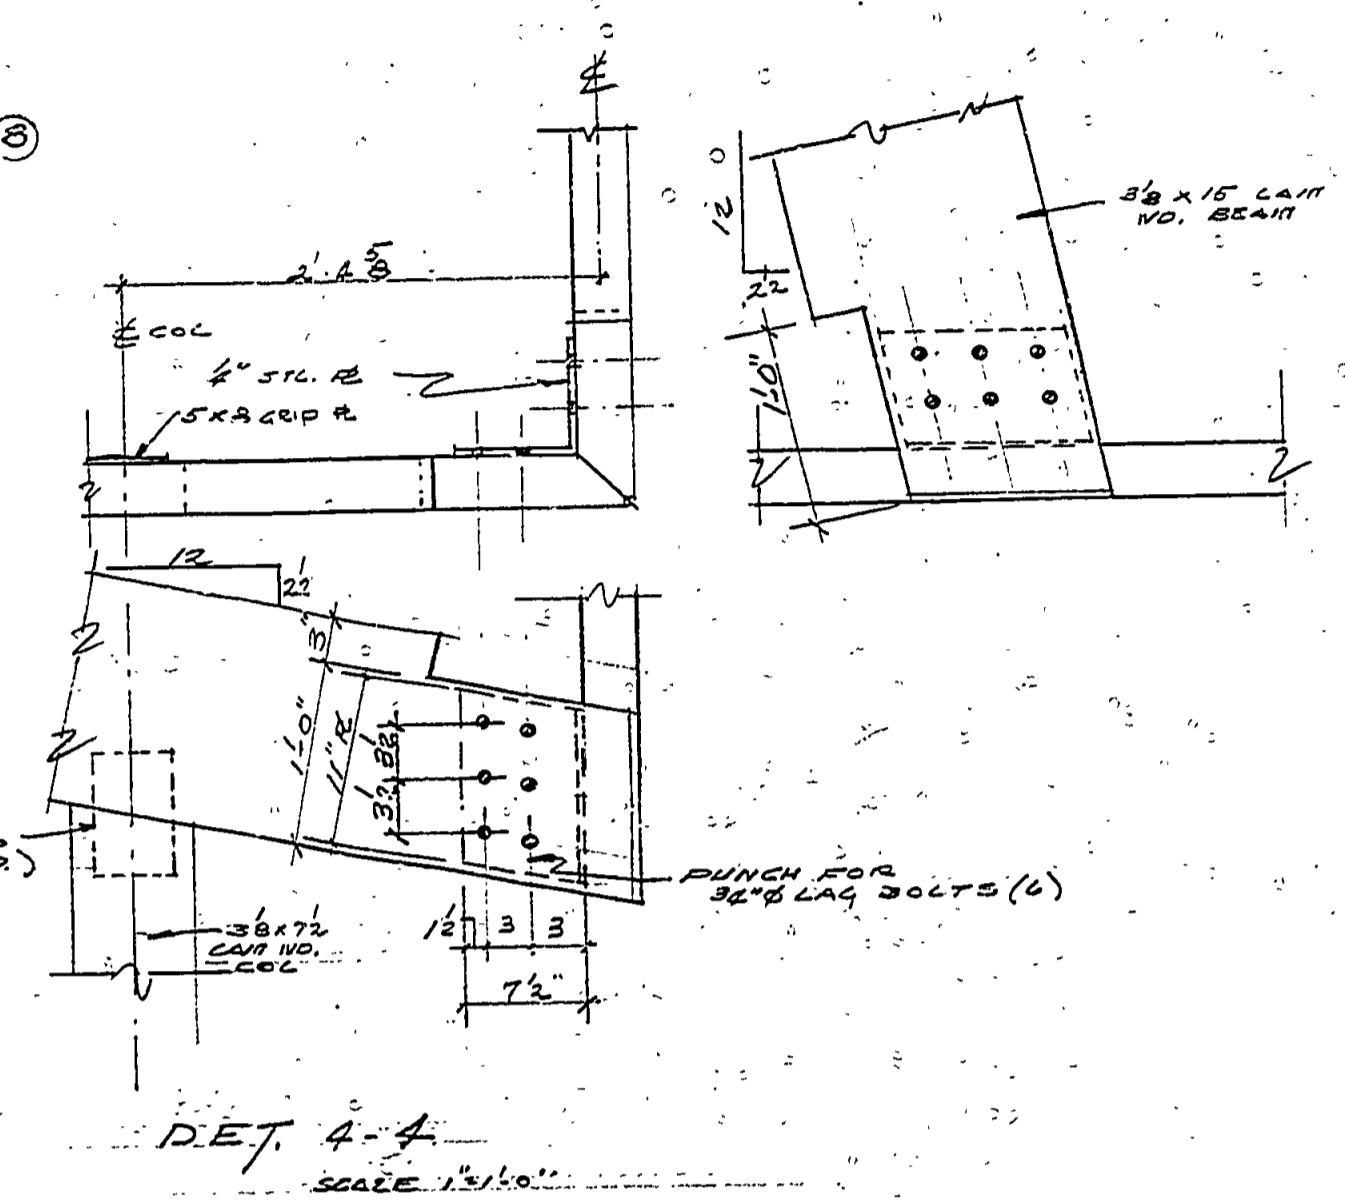 8
℄
2'-4 5/8
℄ COL
1/4" STL. ℞
5 x 8 GRIP ℞
12
0
2 1/2
1'-0"
3 1/8 x 15 LAM
WD. BEAM
12
2 1/2
3"
1'-0"
11" ℞
3 1/2
3 1/2
PUNCH FOR
3/4"⌀ LAG BOLTS (6)
3 1/8 x 7 1/2
LAM WD.
COL
1 1/2
3
3
7 1/2"
DET. 4-4
SCALE 1"=1'-0"